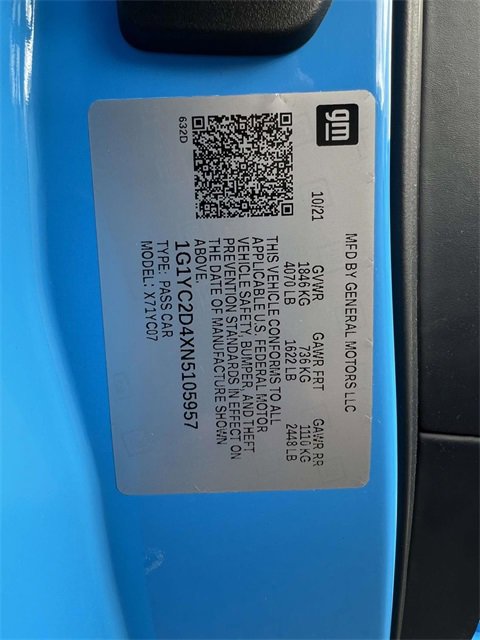 gm
10/21
MFD BY GENERAL MOTORS LLC
GVWR GAWR FRT GAWR RR
1846 KG 736 KG 1110 KG
4070 LB 1622 LB 2448 LB
THIS VEHICLE CONFORMS TO ALL
APPLICABLE U.S. FEDERAL MOTOR
VEHICLE SAFETY, BUMPER, AND THEFT
PREVENTION STANDARDS IN EFFECT ON
THE DATE OF MANUFACTURE SHOWN
ABOVE.
632D
1G1YC2D4XN5105957
TYPE: PASS CAR
MODEL: X71YC07